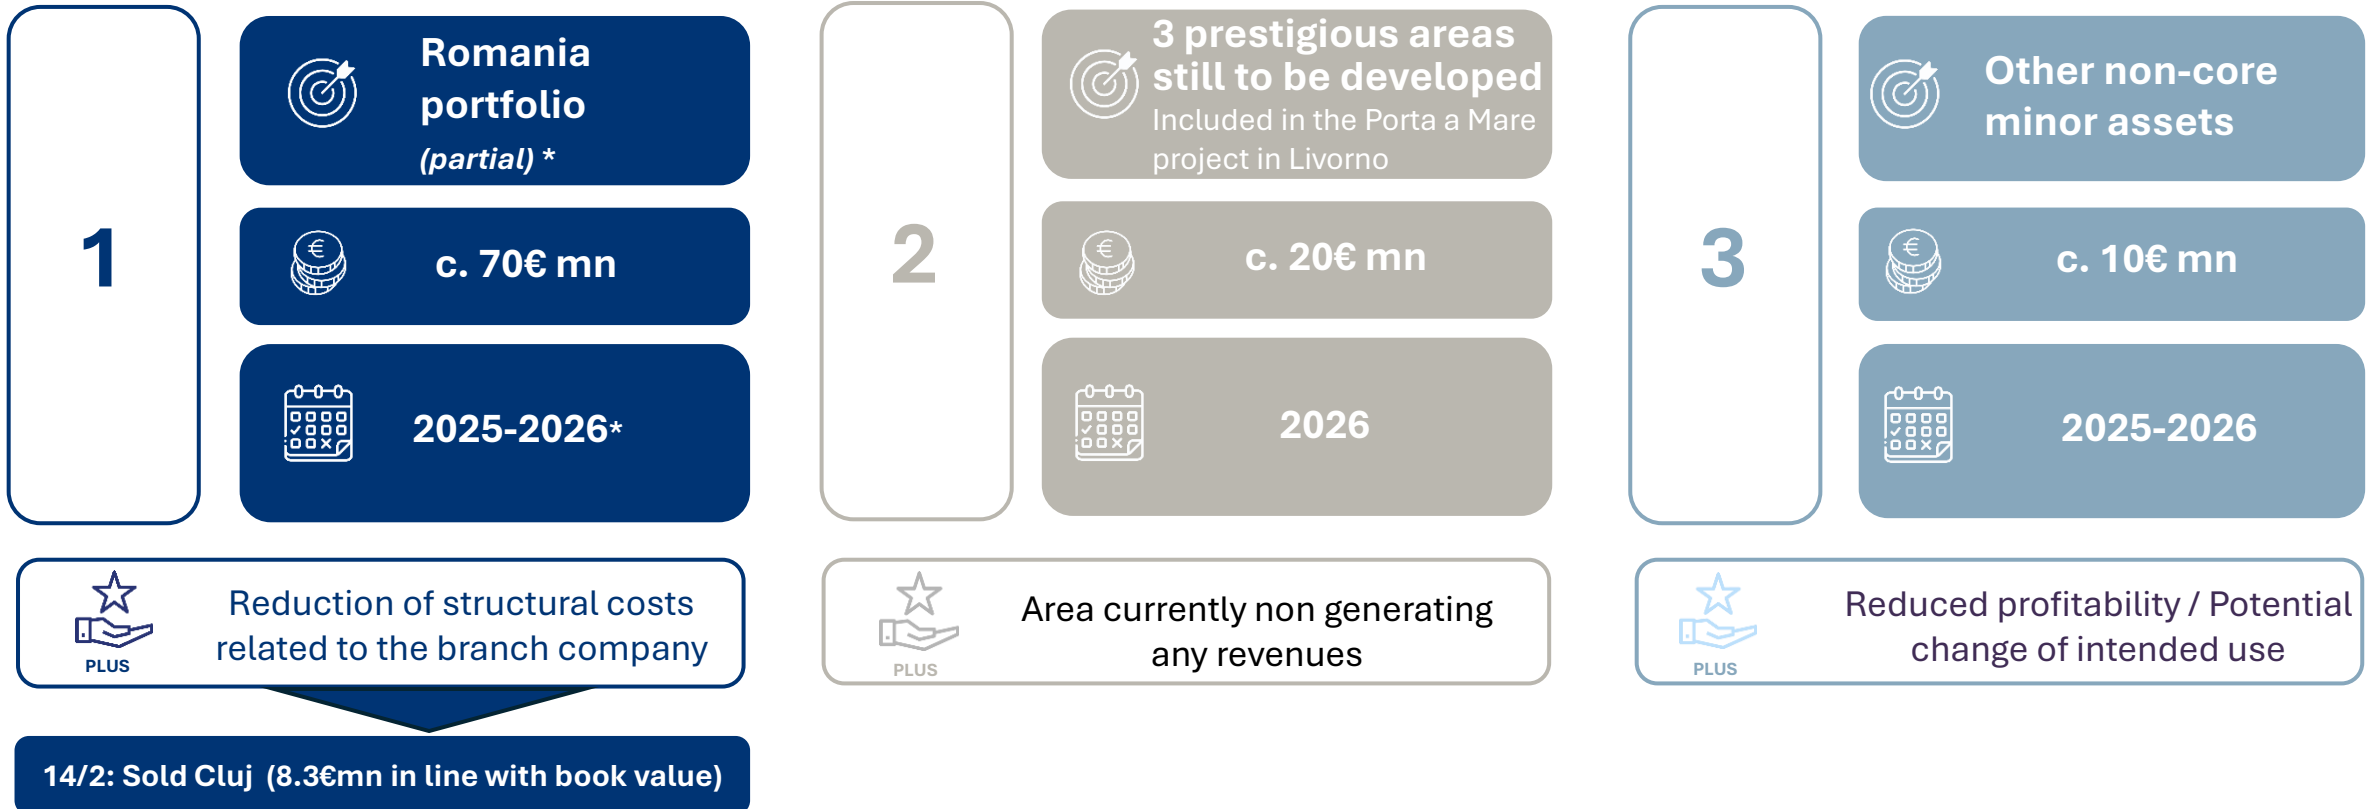 1
Romania
portfolio
(partial) *
c. 70€ mn
2025-2026*
PLUS
Reduction of structural costs
related to the branch company
14/2: Sold Cluj (8.3€mn in line with book value)
2
3 prestigious areas
still to be developed
Included in the Porta a Mare
project in Livorno
c. 20€ mn
2026
PLUS
Area currently non generating
any revenues
3
Other non-core
minor assets
c. 10€ mn
2025-2026
PLUS
Reduced profitability / Potential
change of intended use